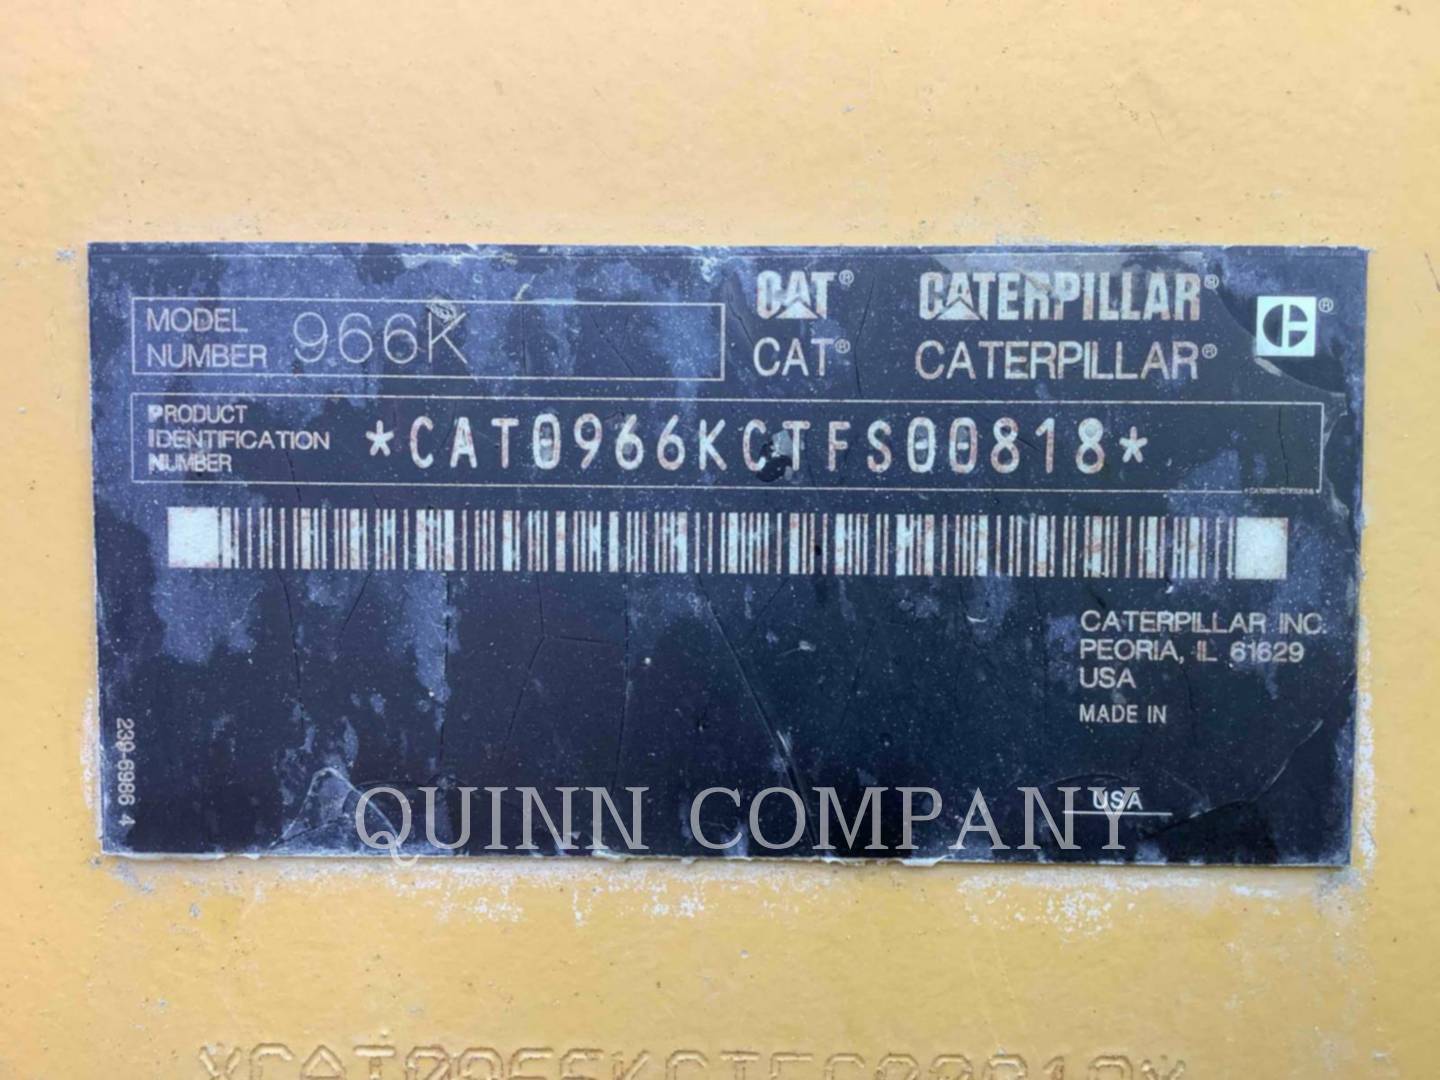 CAT® CATERPILLAR®
MODEL
NUMBER 966K
CAT® CATERPILLAR®
PRODUCT
IDENTIFICATION
NUMBER
*CAT0966KCTFS00818*
CATERPILLAR INC.
PEORIA, IL 61629
USA
MADE IN
USA
239-6986 4
QUINN COMPANY